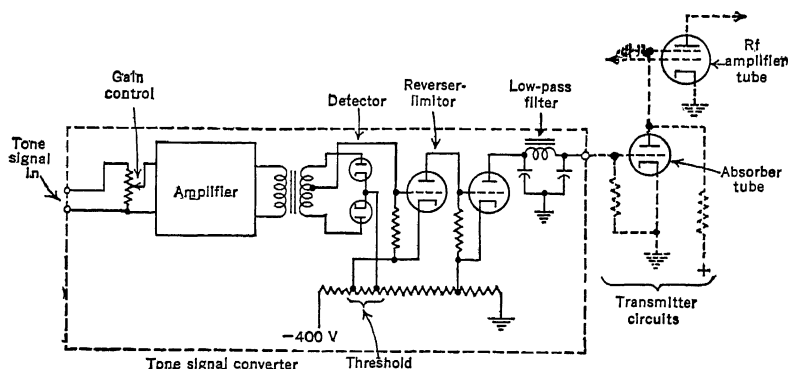 Rf
amplifier
tube
Gain
control
Detector
Reverser-
limitor
Low-pass
filter
Tone
signal
in
Amplifier
Absorber
tube
−400 V
Threshold
Transmitter
circuits
Tone signal converter